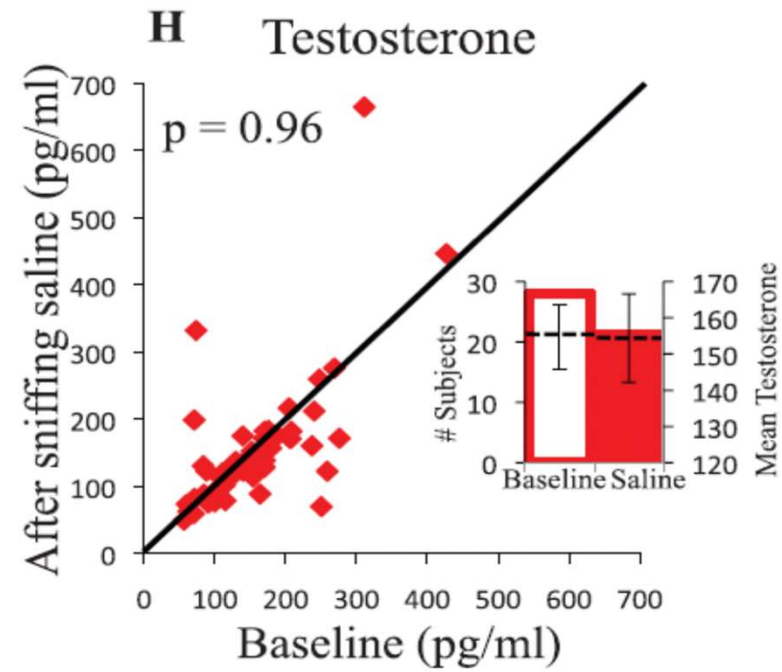 H Testosterone
After sniffing saline (pg/ml)
700
600
500
400
300
200
100
0
p = 0.96
0 100 200 300 400 500 600 700
Baseline (pg/ml)
# Subjects
30
20
10
0
Baseline Saline
170
160
150
140
130
120
Mean Testosterone